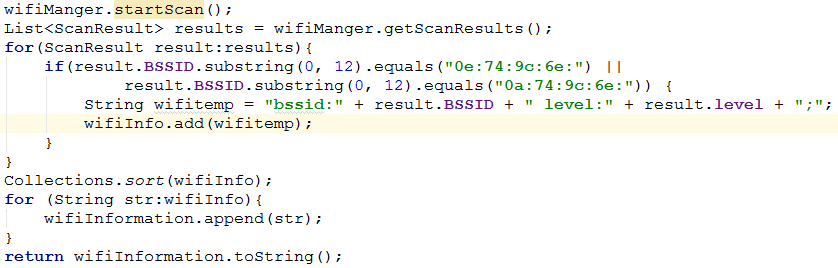 wifiManger.startScan();
List<ScanResult> results = wifiManger.getScanResults();
for(ScanResult result:results){
    if(result.BSSID.substring(0, 12).equals("0e:74:9c:6e:") ||
            result.BSSID.substring(0, 12).equals("0a:74:9c:6e:")) {
        String wifitemp = "bssid:" + result.BSSID + " level:" + result.level + ";";
        wifiInfo.add(wifitemp);
    }
}
Collections.sort(wifiInfo);
for (String str:wifiInfo){
    wifiInformation.append(str);
}
return wifiInformation.toString();